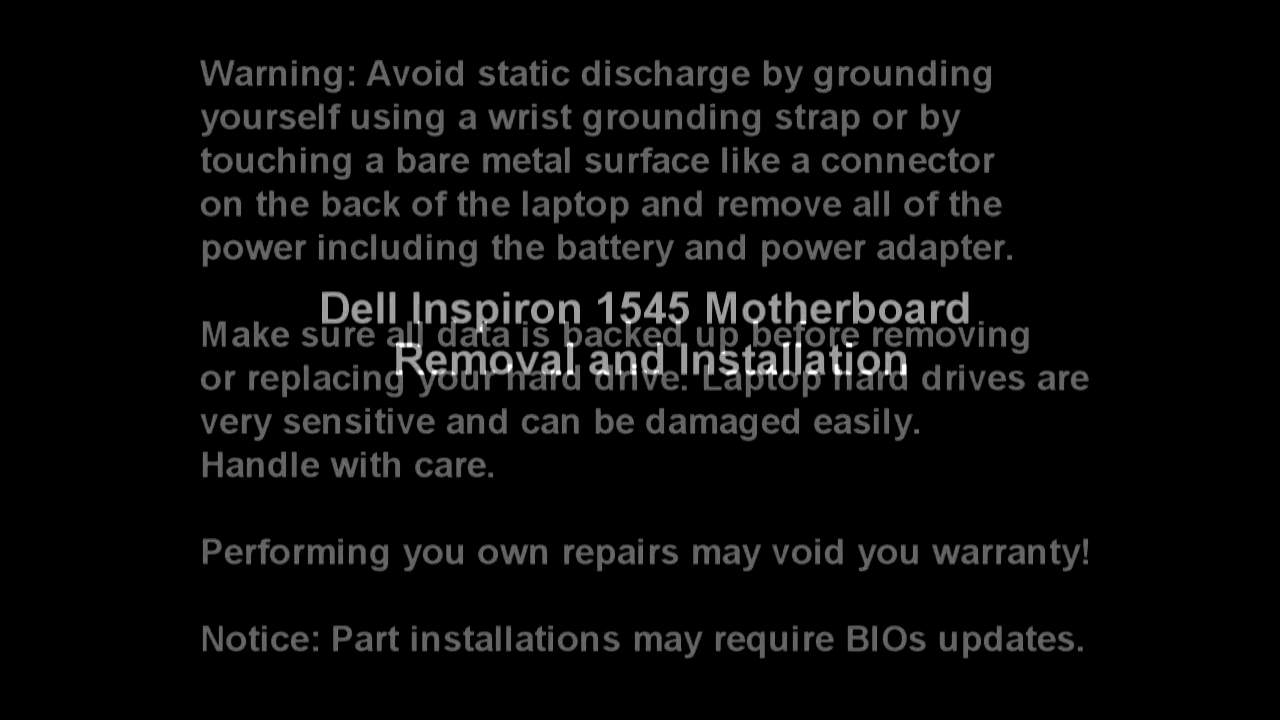 Warning: Avoid static discharge by grounding
yourself using a wrist grounding strap or by
touching a bare metal surface like a connector
on the back of the laptop and remove all of the
power including the battery and power adapter.
Dell Inspiron 1545 Motherboard
Make sure all data is backed up before removing
Removal and Installation
or replacing your hard drive. Laptop hard drives are
very sensitive and can be damaged easily.
Handle with care.
Performing you own repairs may void you warranty!
Notice: Part installations may require BIOs updates.